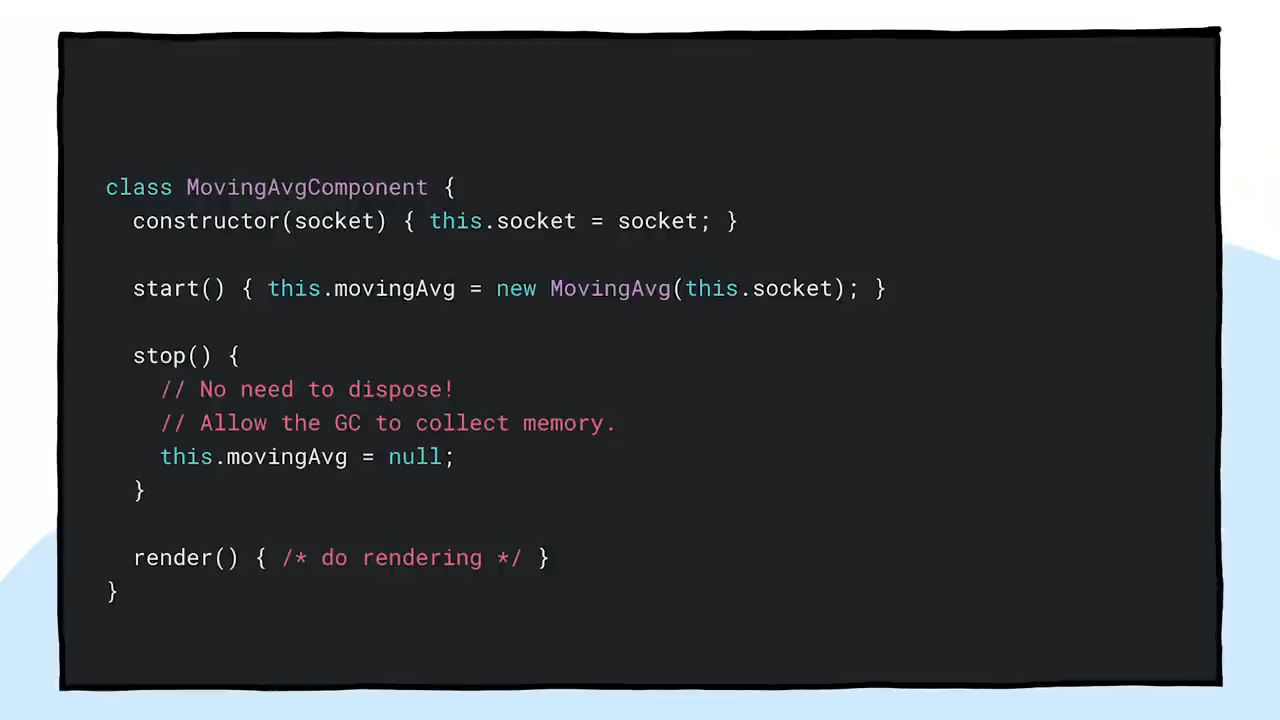 class MovingAvgComponent {
constructor(socket) { this.socket = socket; }
start() { this.movingAvg = new MovingAvg(this.socket); }
stop() {
// No need to dispose!
// Allow the GC to collect memory.
this.movingAvg = null;
}
render() { /* do rendering */ }
}